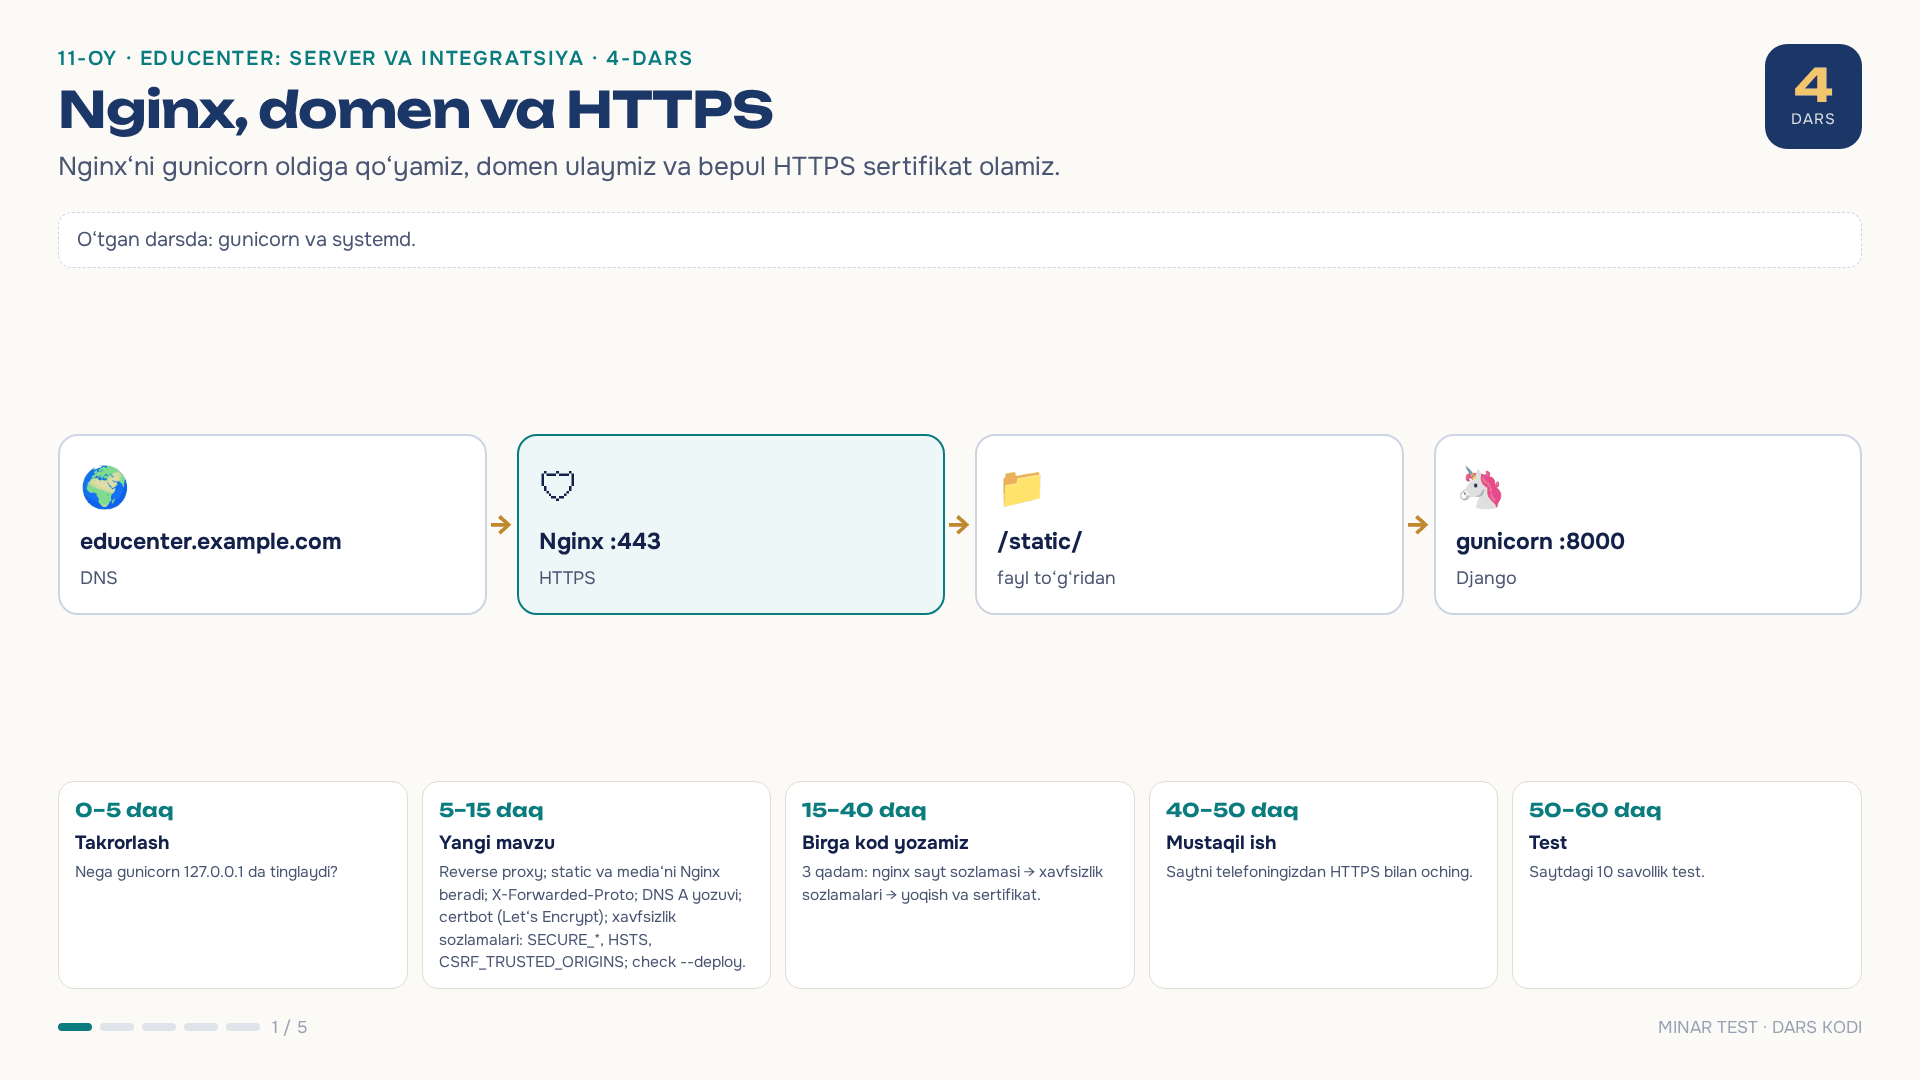 11-OY · EDUCENTER: SERVER VA INTEGRATSIYA · 4-DARS
Nginx, domen va HTTPS
Nginx‘ni gunicorn oldiga qo‘yamiz, domen ulaymiz va bepul HTTPS sertifikat olamiz.
4
DARS
O‘tgan darsda: gunicorn va systemd.
educenter.example.com
DNS
→
Nginx :443
HTTPS
→
/static/
fayl to‘g‘ridan
→
gunicorn :8000
Django
0–5 daq
Takrorlash
Nega gunicorn 127.0.0.1 da tinglaydi?
5–15 daq
Yangi mavzu
Reverse proxy; static va media‘ni Nginx
beradi; X-Forwarded-Proto; DNS A yozuvi;
certbot (Let‘s Encrypt); xavfsizlik
sozlamalari: SECURE_*, HSTS,
CSRF_TRUSTED_ORIGINS; check --deploy.
15–40 daq
Birga kod yozamiz
3 qadam: nginx sayt sozlamasi → xavfsizlik
sozlamalari → yoqish va sertifikat.
40–50 daq
Mustaqil ish
Saytni telefoningizdan HTTPS bilan oching.
50–60 daq
Test
Saytdagi 10 savollik test.
1 / 5
MINAR TEST · DARS KODI